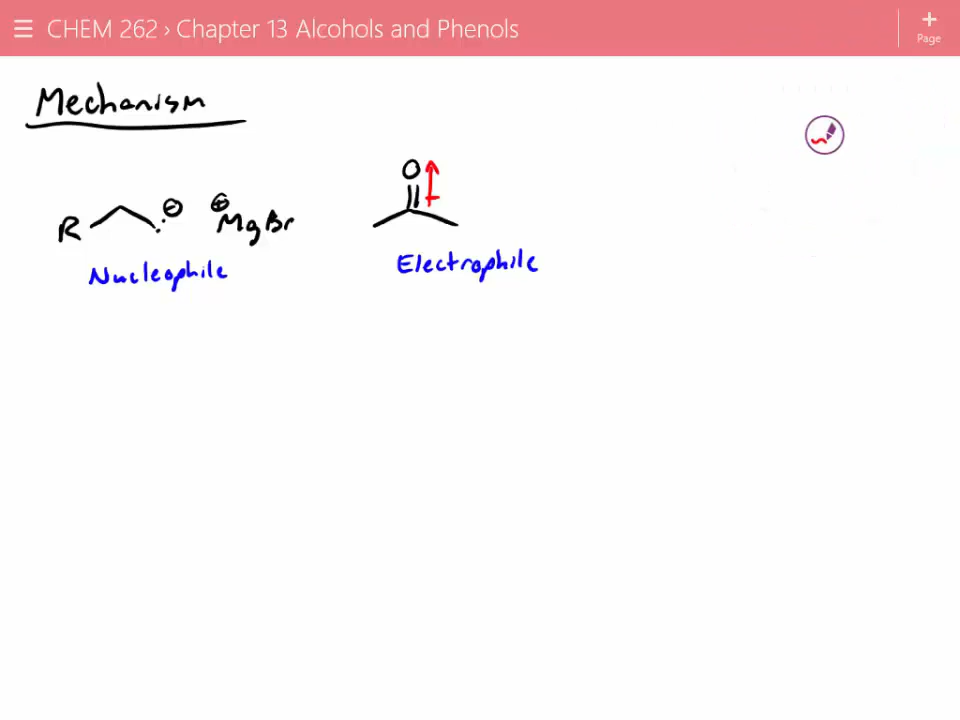 CHEM 262 › Chapter 13 Alcohols and Phenols
+
Page
Mechanism
O
R ⊖ ⊕ MgBr
Nucleophile Electrophile